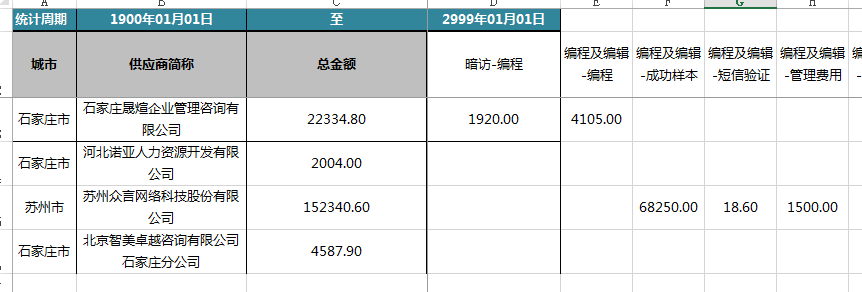 A B C D E F G H
统计周期 1900年01月01日 至 2999年01月01日
城市 供应商简称 总金额 暗访-编程 编程及编辑 编程及编辑 编程及编辑 编程及编辑
-编程 -成功样本 -短信验证 -管理费用
石家庄市 石家庄晟煊企业管理咨询有 22334.80 1920.00 4105.00
限公司
石家庄市 河北诺亚人力资源开发有限 2004.00
公司
苏州市 苏州众言网络科技股份有限 152340.60 68250.00 18.60 1500.00
公司
石家庄市 北京智美卓越咨询有限公司 4587.90
石家庄分公司